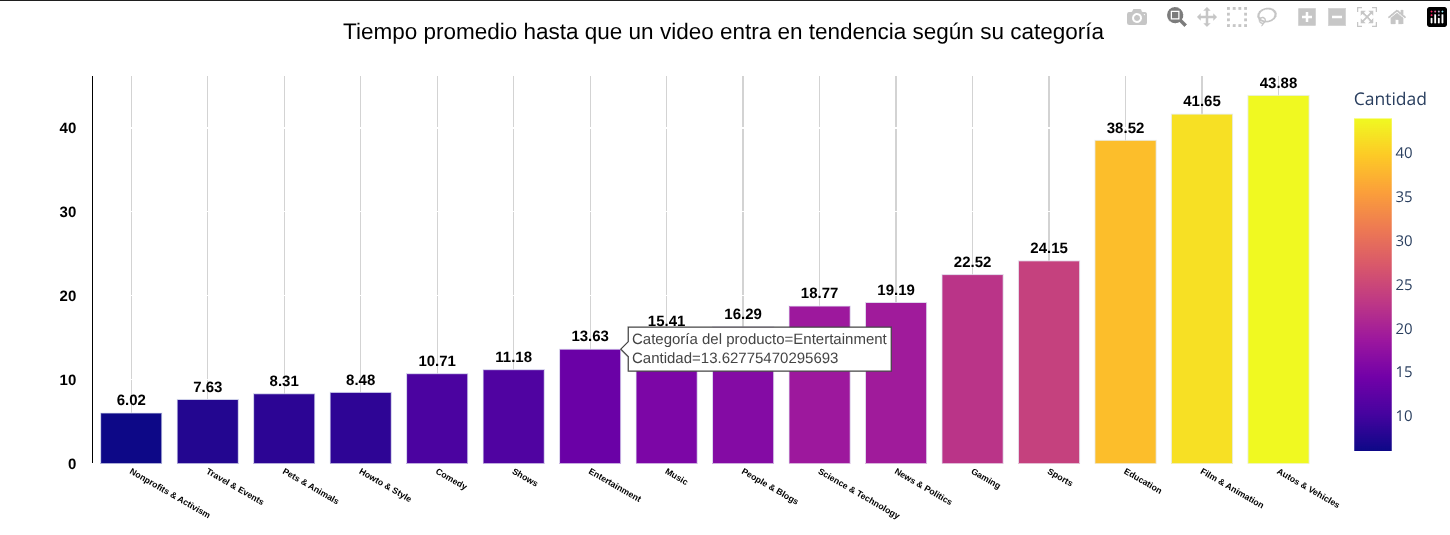 Tiempo promedio hasta que un video entra en tendencia según su categoría
Cantidad
43.88
41.65
38.52
24.15
22.52
19.19
18.77
16.29
15.41
13.63
11.18
10.71
8.48
8.31
7.63
6.02
Categoría del producto=Entertainment
Cantidad=13.62775470295693
40
30
20
10
0
40
35
30
25
20
15
10
Nonprofits & Activism
Travel & Events
Pets & Animals
Howto & Style
Comedy
Shows
Entertainment
Music
People & Blogs
Science & Technology
News & Politics
Gaming
Sports
Education
Film & Animation
Autos & Vehicles